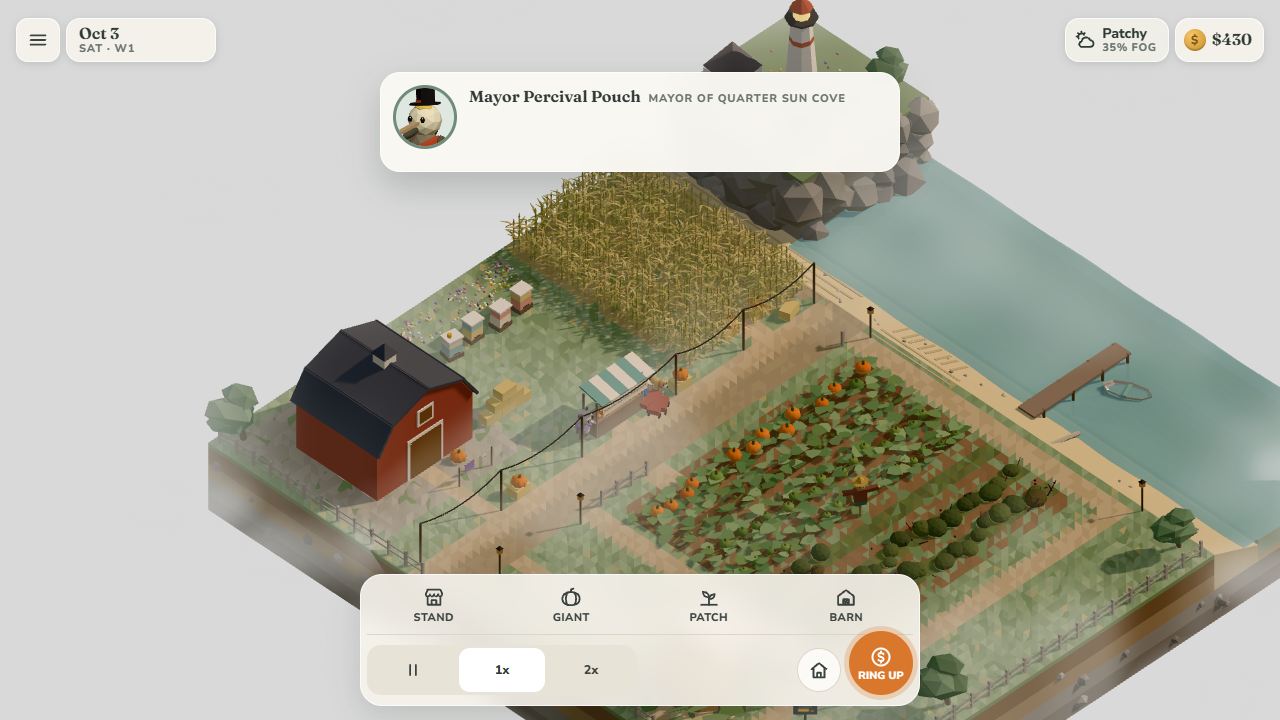 Oct 3
SAT · W1
Patchy
35% FOG
$430
Mayor Percival Pouch MAYOR OF QUARTER SUN COVE
STAND
GIANT
PATCH
BARN
1x
2x
RING UP